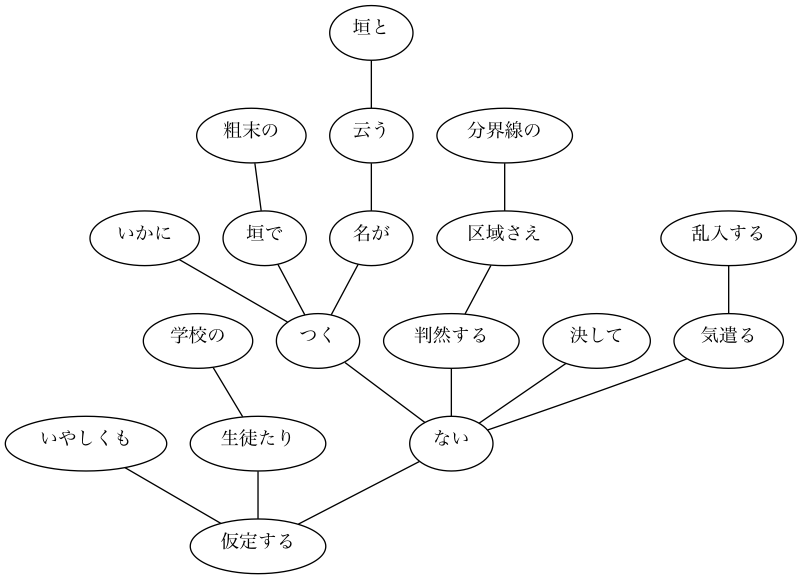 垣と
粗末の
云う
分界線の
いかに
垣で
名が
区域さえ
乱入する
学校の
つく
判然する
決して
気遣る
いやしくも
生徒たり
ない
仮定する